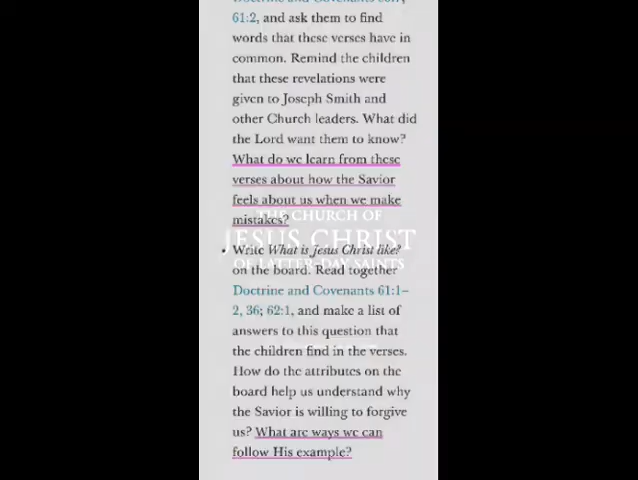 61:2, and ask them to find
words that these verses have in
common. Remind the children
that these revelations were
given to Joseph Smith and
other Church leaders. What did
the Lord want them to know?
What do we learn from these
verses about how the Savior
feels about us when we make
mistakes?
THE CHURCH OF
JESUS CHRIST
OF LATTER-DAY SAINTS
• Write What is Jesus Christ like?
on the board. Read together
Doctrine and Covenants 61:1–
2, 36; 62:1, and make a list of
answers to this question that
the children find in the verses.
How do the attributes on the
board help us understand why
the Savior is willing to forgive
us? What are ways we can
follow His example?